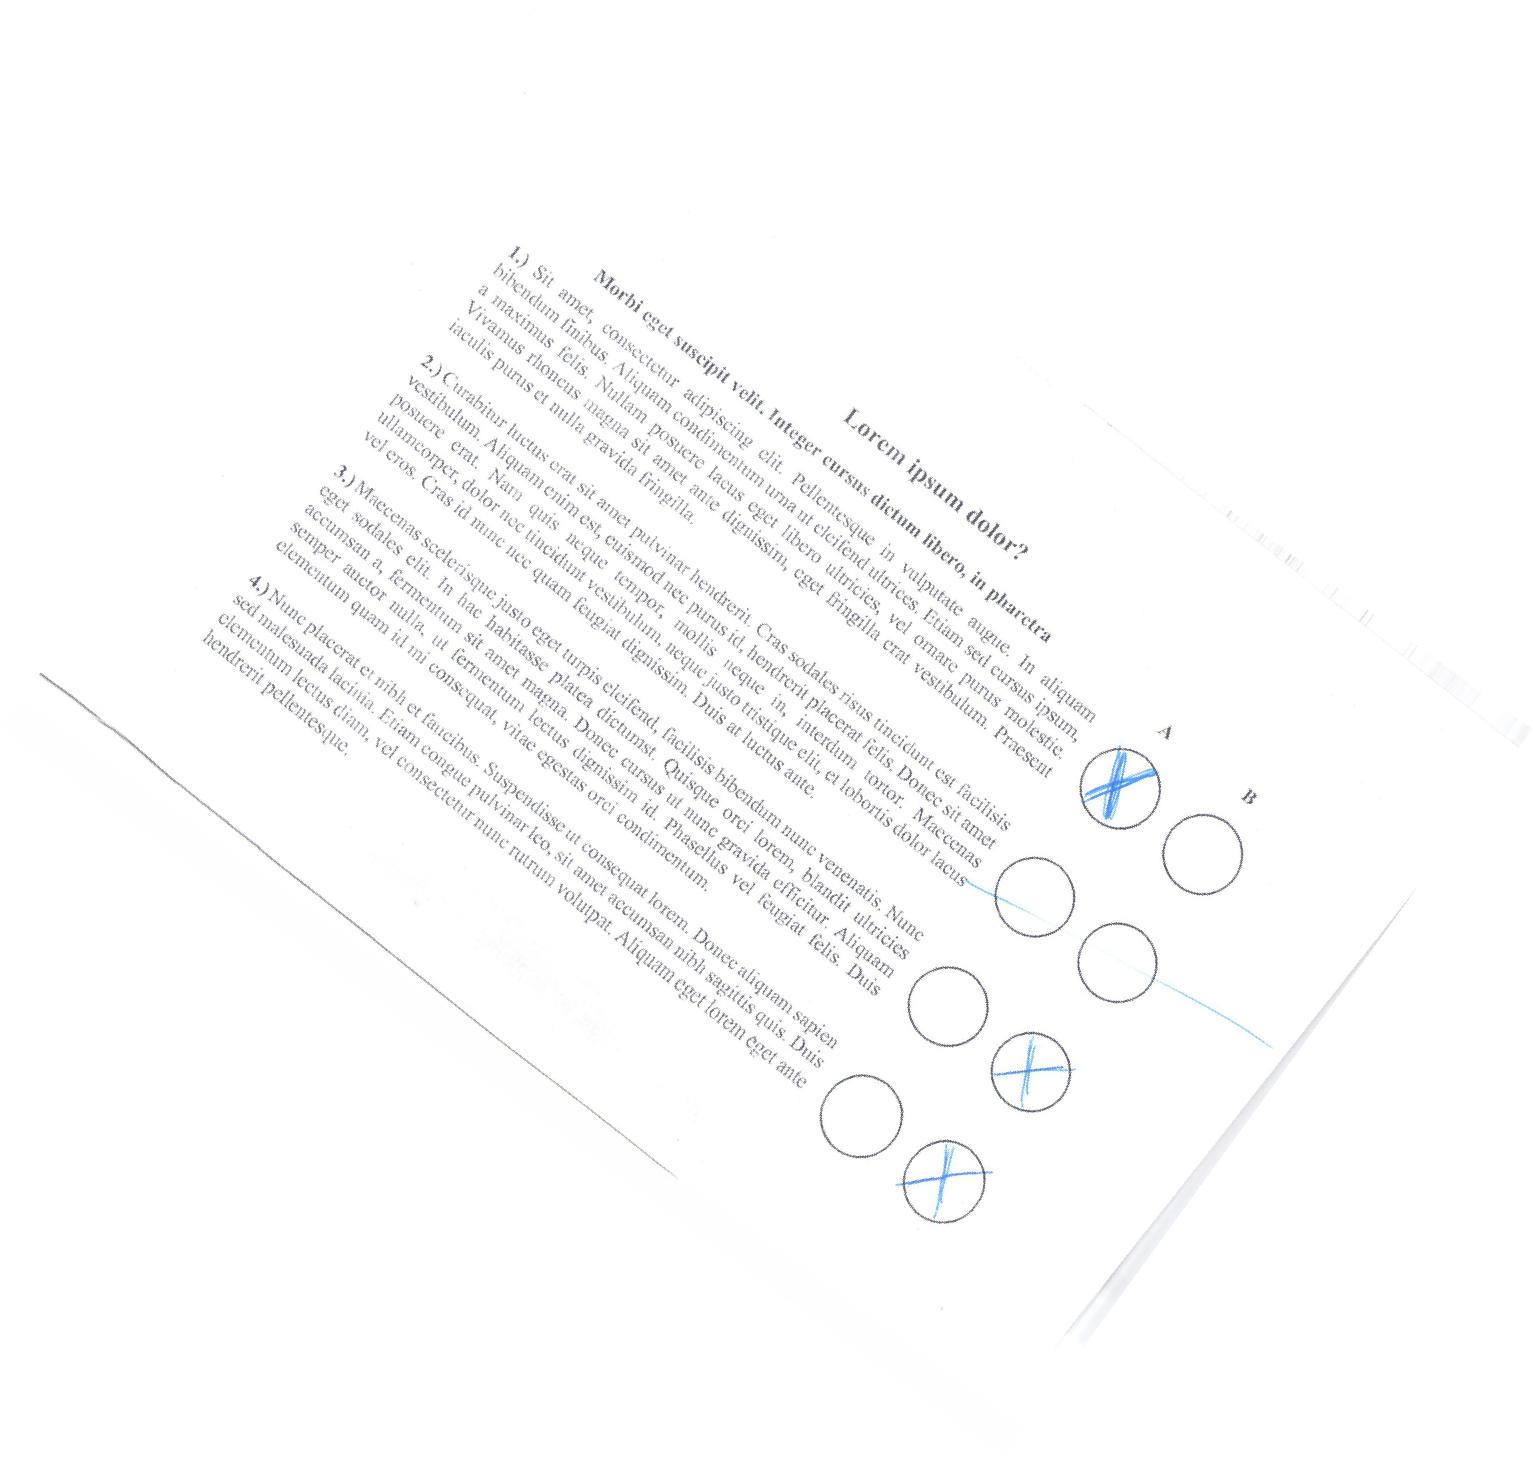 Lorem ipsum dolor?
Morbi eget suscipit velit. Integer cursus dictum libero, in pharetra
A B
1.) Sit amet, consectetur adipiscing elit. Pellentesque in vulputate augue. In aliquam
bibendum finibus. Aliquam condimentum urna ut eleifend ultrices. Etiam sed cursus ipsum,
a maximus felis. Nullam posuere lacus eget libero ultricies, vel ornare purus molestie.
Vivamus rhoncus magna sit amet ante dignissim, eget fringilla erat vestibulum. Praesent
iaculis purus et nulla gravida fringilla.
2.) Curabitur luctus erat sit amet pulvinar hendrerit. Cras sodales risus tincidunt est facilisis
vestibulum. Aliquam enim est, euismod nec purus id, hendrerit placerat felis. Donec sit amet
posuere erat. Nam quis neque tempor, mollis neque in, interdum tortor. Maecenas
ullamcorper, dolor nec tincidunt vestibulum, neque justo tristique elit, et lobortis dolor lacus
vel eros. Cras id nunc nec quam feugiat dignissim. Duis at luctus ante.
3.) Maecenas scelerisque justo eget turpis eleifend, facilisis bibendum nunc venenatis. Nunc
eget sodales elit. In hac habitasse platea dictumst. Quisque orci lorem, blandit ultricies
accumsan a, fermentum sit amet magna. Donec cursus ut nunc gravida efficitur. Aliquam
semper auctor nulla, ut fermentum lectus dignissim id. Phasellus vel feugiat felis. Duis
elementum quam id mi consequat, vitae egestas orci condimentum.
4.) Nunc placerat et nibh et faucibus. Suspendisse ut consequat lorem. Donec aliquam sapien
sed malesuada lacinia. Etiam congue pulvinar leo, sit amet accumsan nibh sagittis quis. Duis
elementum lectus diam, vel consectetur nunc rutrum volutpat. Aliquam eget lorem eget ante
hendrerit pellentesque.